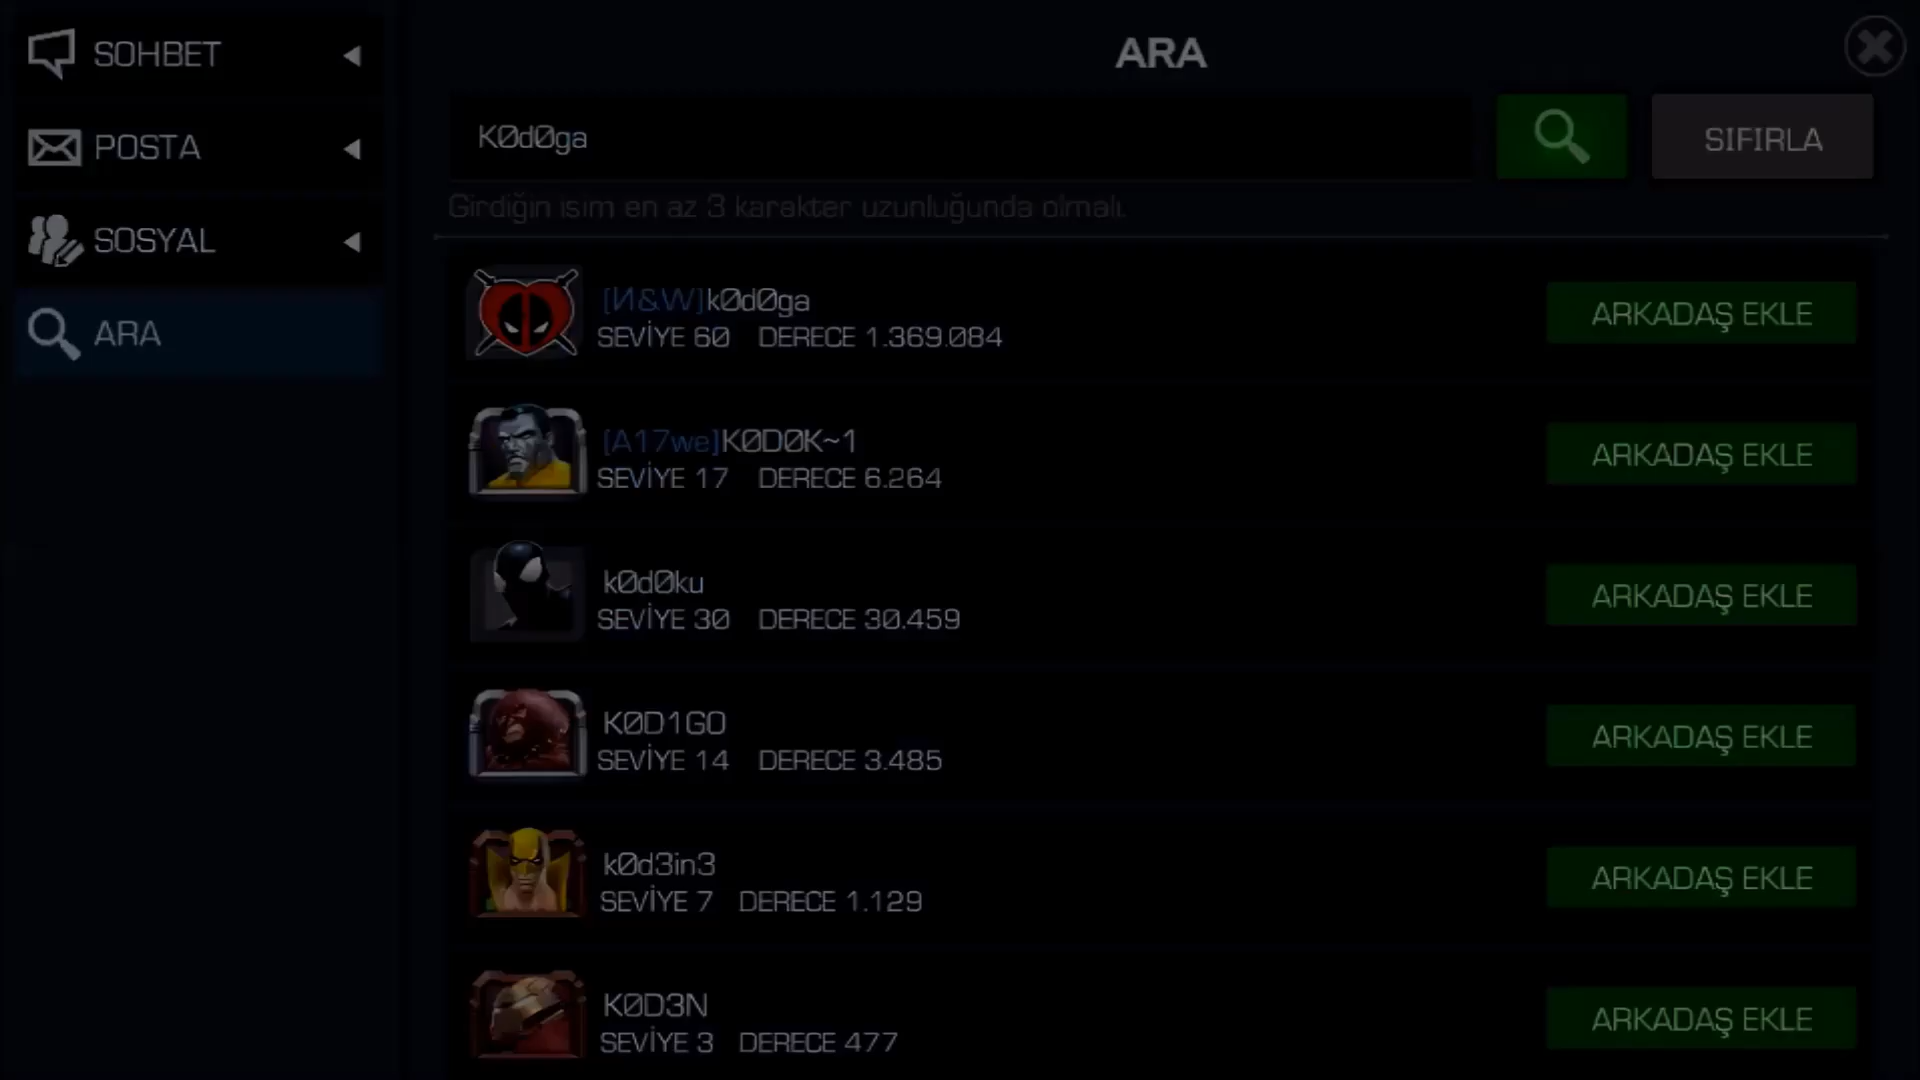 SOHBET
POSTA
SOSYAL
ARA
ARA
K0d0ga
SIFIRLA
Girdiğin isim en az 3 karakter uzunluğunda olmalı.
[И&W]k0d0ga
SEVİYE 60 DERECE 1.369.084
ARKADAŞ EKLE
[A17we]K0D0K~1
SEVİYE 17 DERECE 6.264
ARKADAŞ EKLE
k0d0ku
SEVİYE 30 DERECE 30.459
ARKADAŞ EKLE
K0D1GO
SEVİYE 14 DERECE 3.485
ARKADAŞ EKLE
k0d3in3
SEVİYE 7 DERECE 1.129
ARKADAŞ EKLE
K0D3N
SEVİYE 3 DERECE 477
ARKADAŞ EKLE